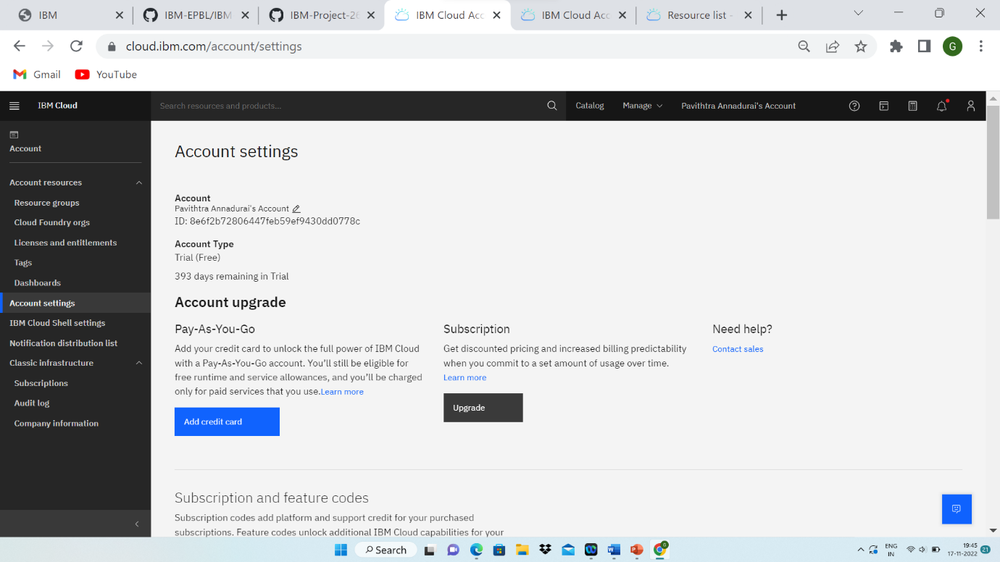 IBM
IBM-EPBL/IBM
IBM-Project-26
IBM Cloud Acc
IBM Cloud Acc
Resource list -
cloud.ibm.com/account/settings
G
Gmail
YouTube
IBM Cloud
Search resources and products...
Catalog
Manage
Pavithtra Annadurai's Account
Account
Account resources
Resource groups
Cloud Foundry orgs
Licenses and entitlements
Tags
Dashboards
Account settings
IBM Cloud Shell settings
Notification distribution list
Classic infrastructure
Subscriptions
Audit log
Company information
Account settings
Account
Pavithtra Annadurai's Account
ID: 8e6f2b72806447feb59ef9430dd0778c
Account Type
Trial (Free)
393 days remaining in Trial
Account upgrade
Pay-As-You-Go
Add your credit card to unlock the full power of IBM Cloud
with a Pay-As-You-Go account. You’ll still be eligible for
free runtime and service allowances, and you’ll be charged
only for paid services that you use.Learn more
Add credit card
Subscription
Get discounted pricing and increased billing predictability
when you commit to a set amount of usage over time.
Learn more
Upgrade
Need help?
Contact sales
Subscription and feature codes
Subscription codes add platform and support credit for your purchased
subscriptions. Feature codes unlock additional IBM Cloud capabilities for your
Search
ENG
IN
19:45
17-11-2022
21